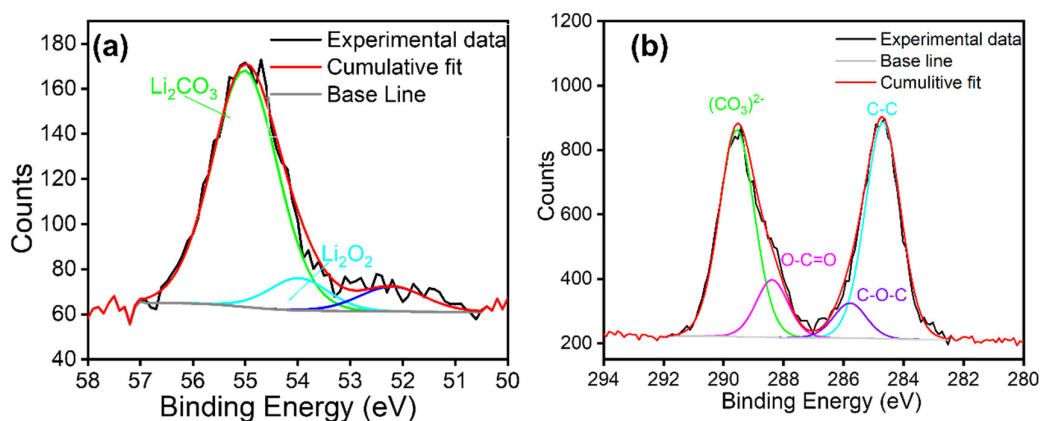 (a)
Experimental data
Cumulative fit
Base Line
Li₂CO₃
Li₂O₂
180
160
140
120
100
80
60
40
Counts
58 57 56 55 54 53 52 51 50
Binding Energy (eV)
(b)
Experimental data
Base line
Cumulitive fit
(CO₃)²⁻
C-C
O-C=O
C-O-C
1200
1000
800
600
400
200
Counts
294 292 290 288 286 284 282 280
Binding Energy (eV)